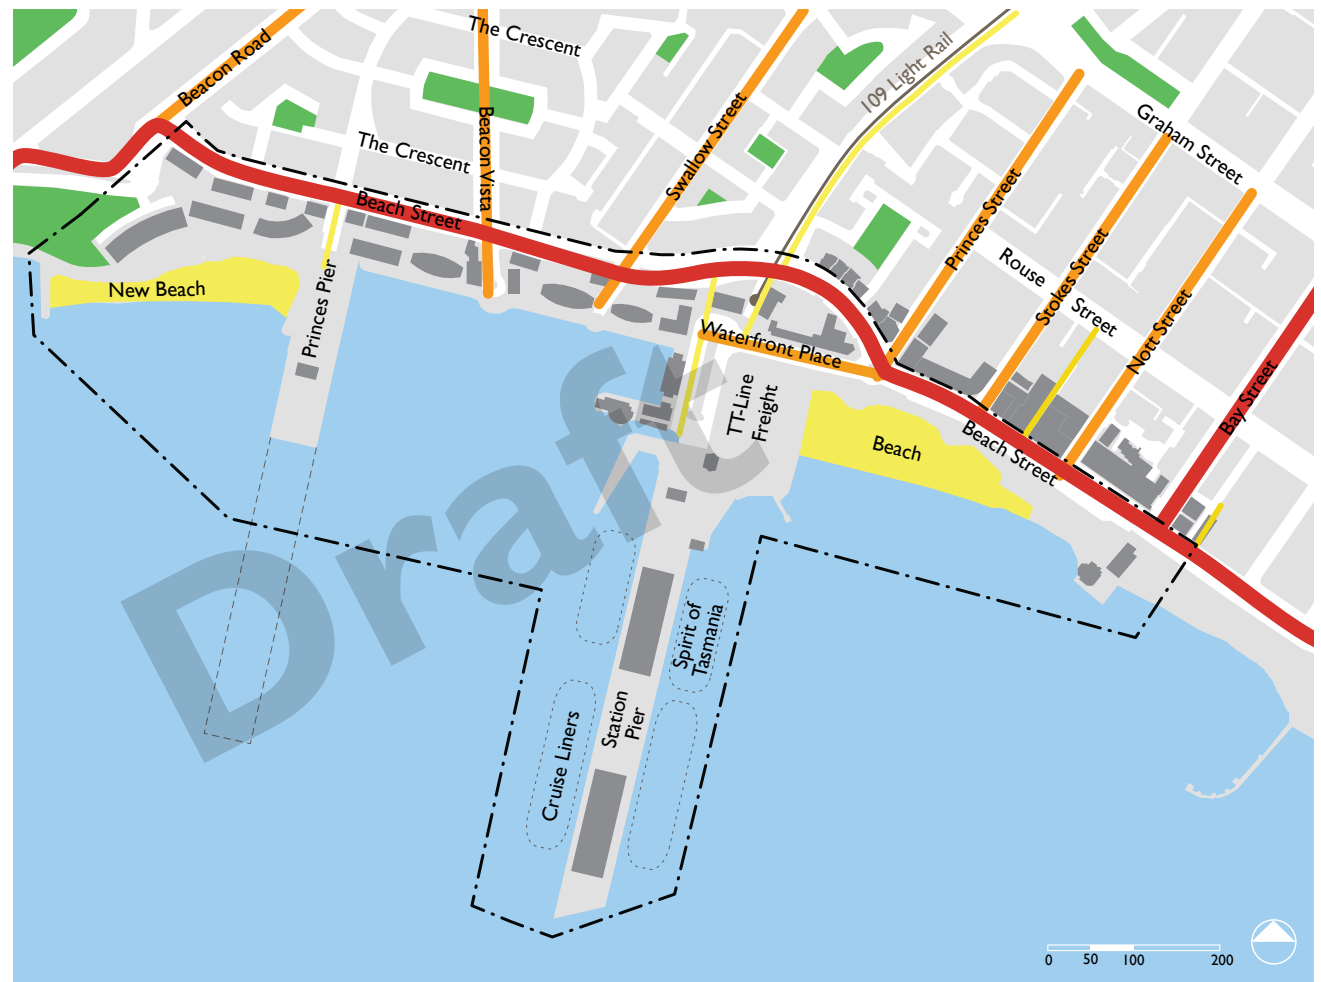 The Crescent
Beacon Road
109 Light Rail
Beacon Vista
Swallow Street
Graham Street
The Crescent
Beach Street
Princes Street
Rouse Street
Stokes Street
Nott Street
New Beach
Princes Pier
Waterfront Place
Bay Street
TT-Line
Freight
Beach
Beach Street
Draft
Spirit of
Tasmania
Station
Pier
Cruise Liners
0 50 100 200